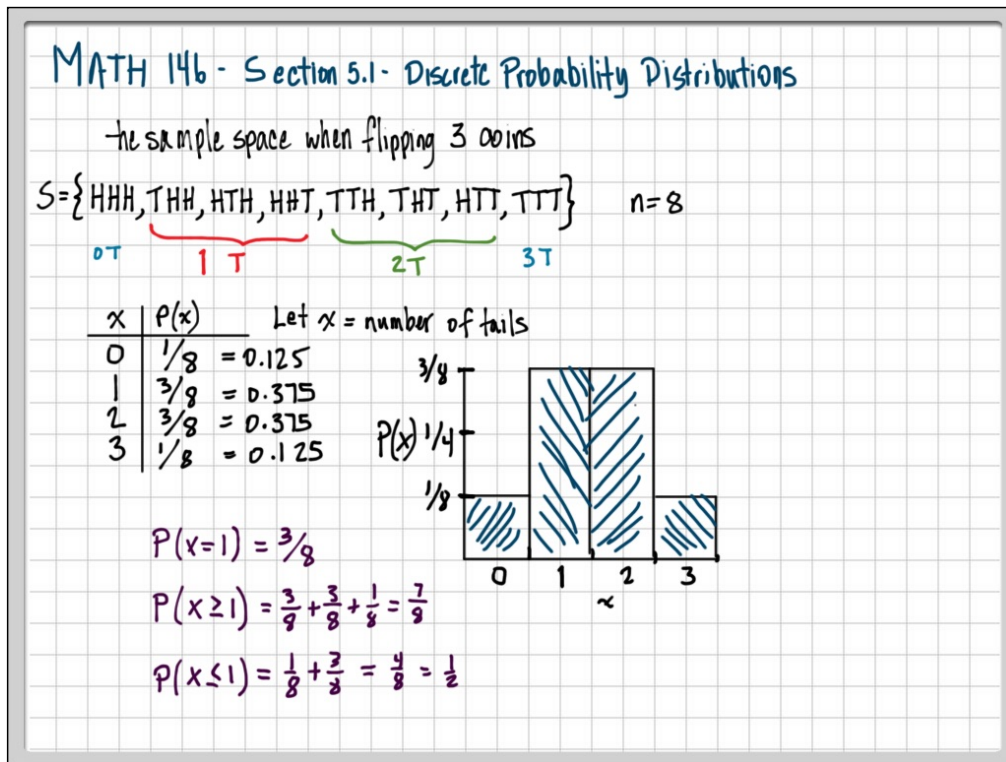 MATH 146 - Section 5.1 - Discrete Probability Distributions
the sample space when flipping 3 coins
S={HHH, THH, HTH, HHT, TTH, THT, HTT, TTT} n=8
0T 1 T 2T 3T
x P(x) Let x = number of tails
0 1/8 = 0.125
1 3/8 = 0.375
2 3/8 = 0.375
3 1/8 = 0.125
3/8
P(x) 1/4
1/8
0 1 2 3
x
P(x=1) = 3/8
P(x≥1) = 3/8 + 3/8 + 1/8 = 7/8
P(x≤1) = 1/8 + 3/8 = 4/8 = 1/2